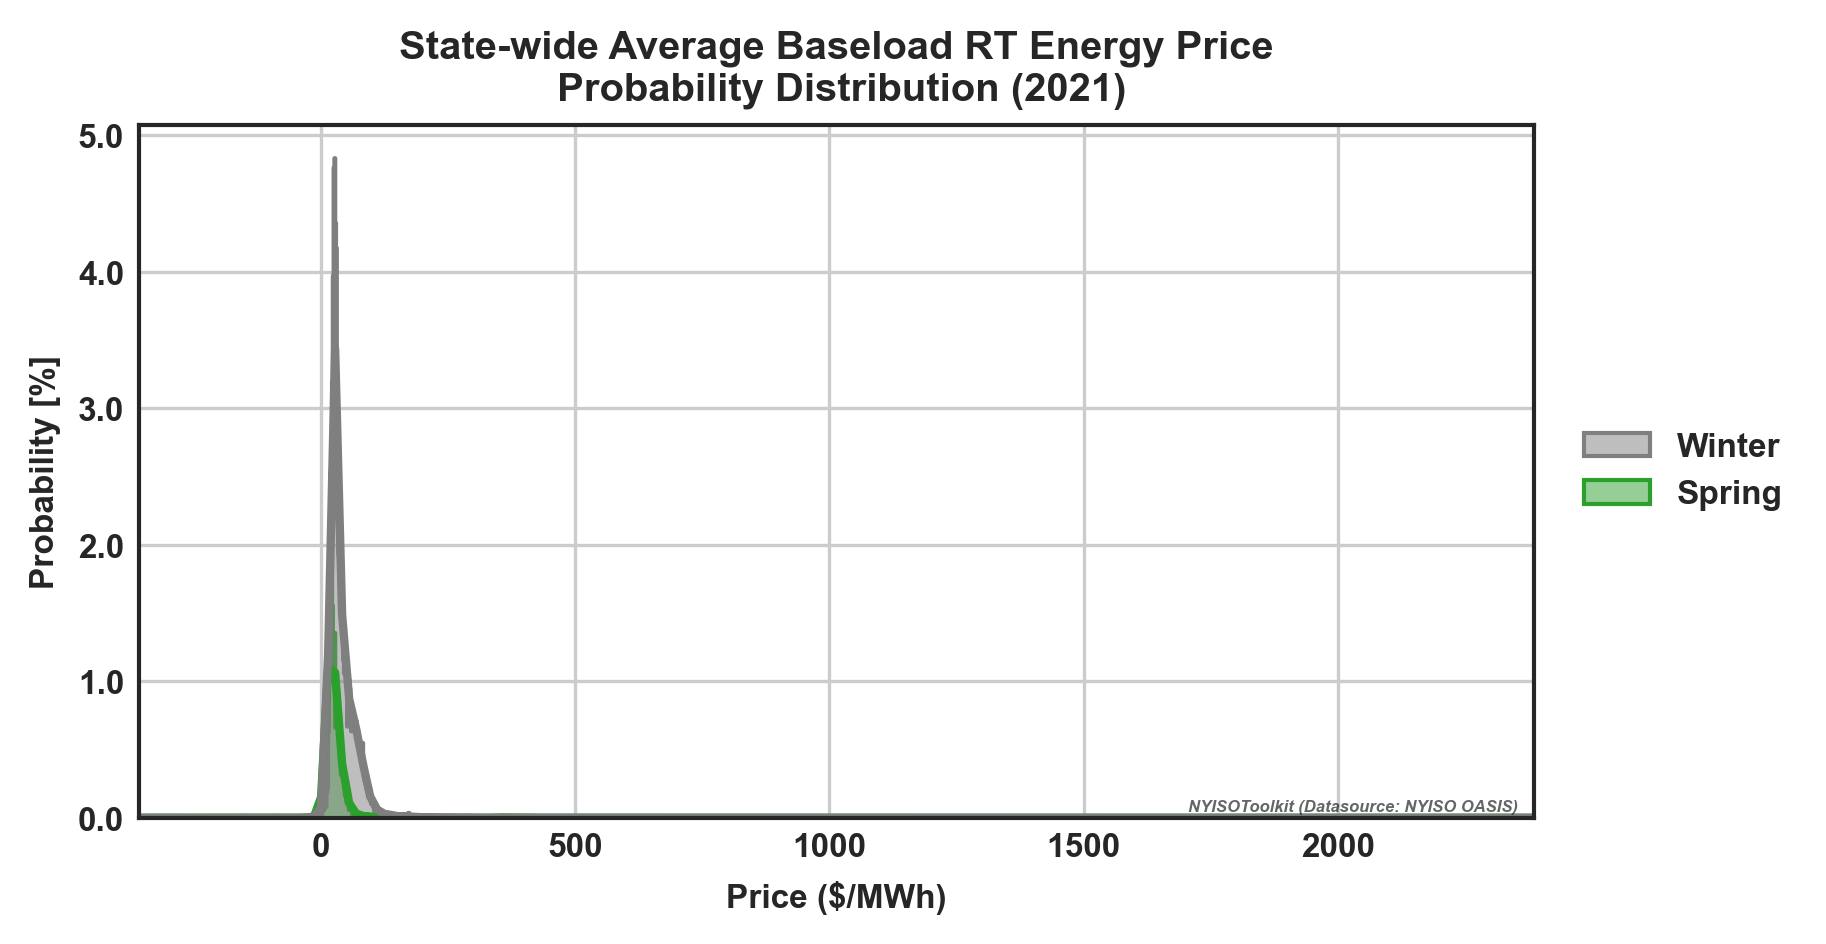 State-wide Average Baseload RT Energy Price
Probability Distribution (2021)
5.0
4.0
3.0
2.0
1.0
0.0
Probability [%]
0 500 1000 1500 2000
Price ($/MWh)
NYISOToolkit (Datasource: NYISO OASIS)
Winter
Spring